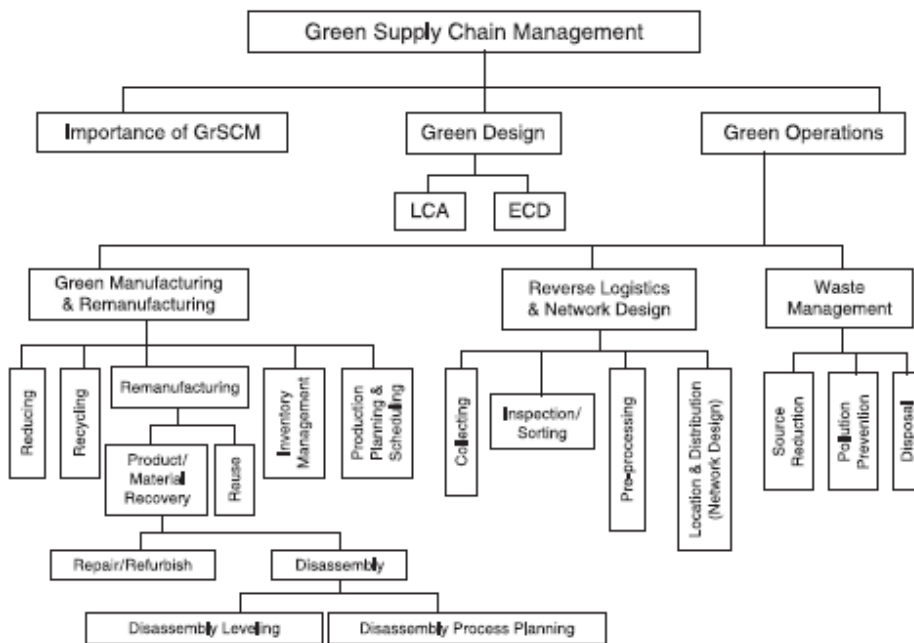 Green Supply Chain Management
Importance of GrSCM
Green Design
Green Operations
LCA
ECD
Green Manufacturing
& Remanufacturing
Reverse Logistics
& Network Design
Waste
Management
Reducing
Recycling
Remanufacturing
Inventory
Management
Production
Planning &
Scheduling
Collecting
Inspection/
Sorting
Pre-processing
Location & Distribution
(Network Design)
Source
Reduction
Pollution
Prevention
Disposal
Product/
Material
Recovery
Reuse
Repair/Refurbish
Disassembly
Disassembly Leveling
Disassembly Process Planning